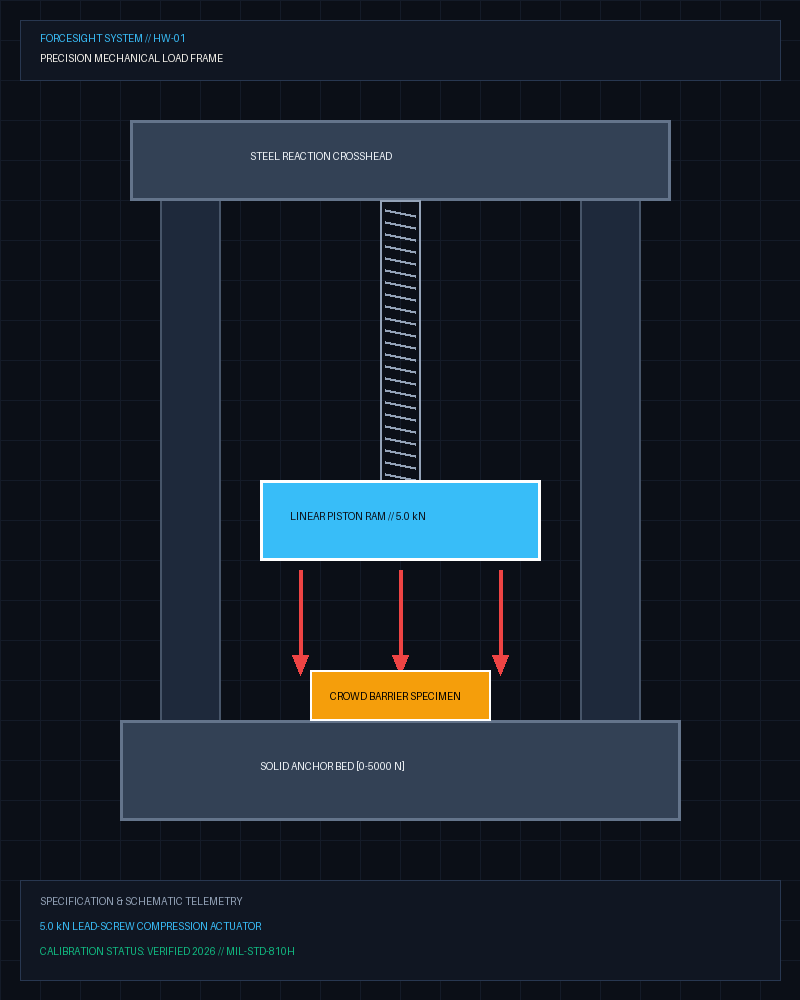 FORCESIGHT SYSTEM // HW-01
PRECISION MECHANICAL LOAD FRAME
STEEL REACTION CROSSHEAD
LINEAR PISTON RAM // 5.0 kN
CROWD BARRIER SPECIMEN
SOLID ANCHOR BED [0-5000 N]
SPECIFICATION & SCHEMATIC TELEMETRY
5.0 kN LEAD-SCREW COMPRESSION ACTUATOR
CALIBRATION STATUS: VERIFIED 2026 // MIL-STD-810H